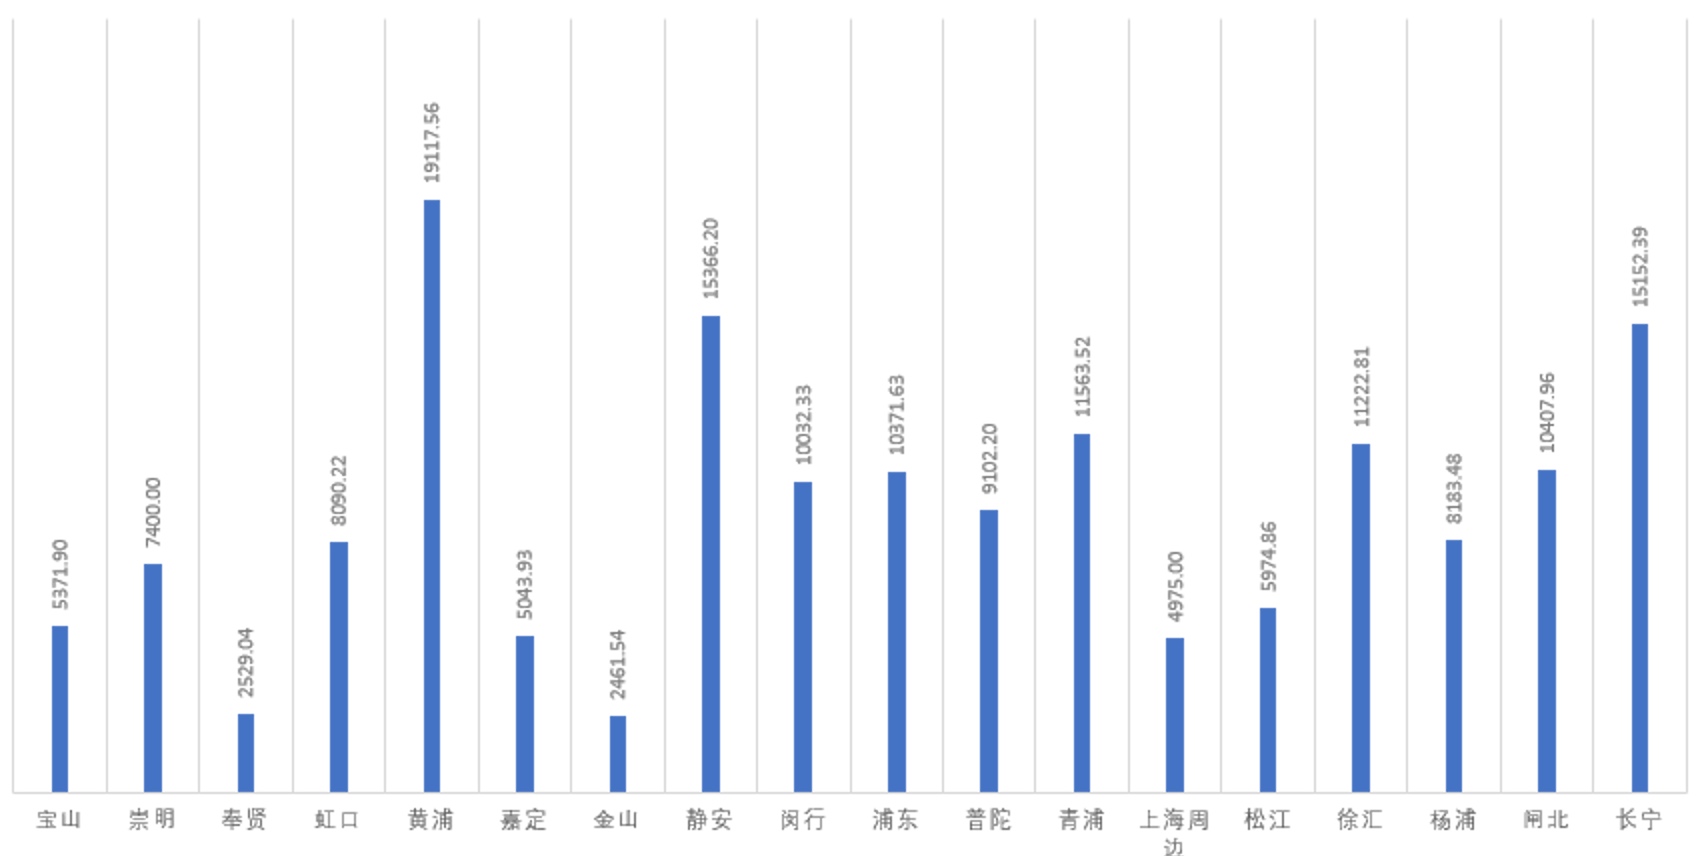 5371.90
7400.00
2529.04
8090.22
19117.56
5043.93
2461.54
15366.20
10032.33
10371.63
9102.20
11563.52
4975.00
5974.86
11222.81
8183.48
10407.96
15152.39
宝山
崇明
奉贤
虹口
黄浦
嘉定
金山
静安
闵行
浦东
普陀
青浦
上海周
边
松江
徐汇
杨浦
闸北
长宁